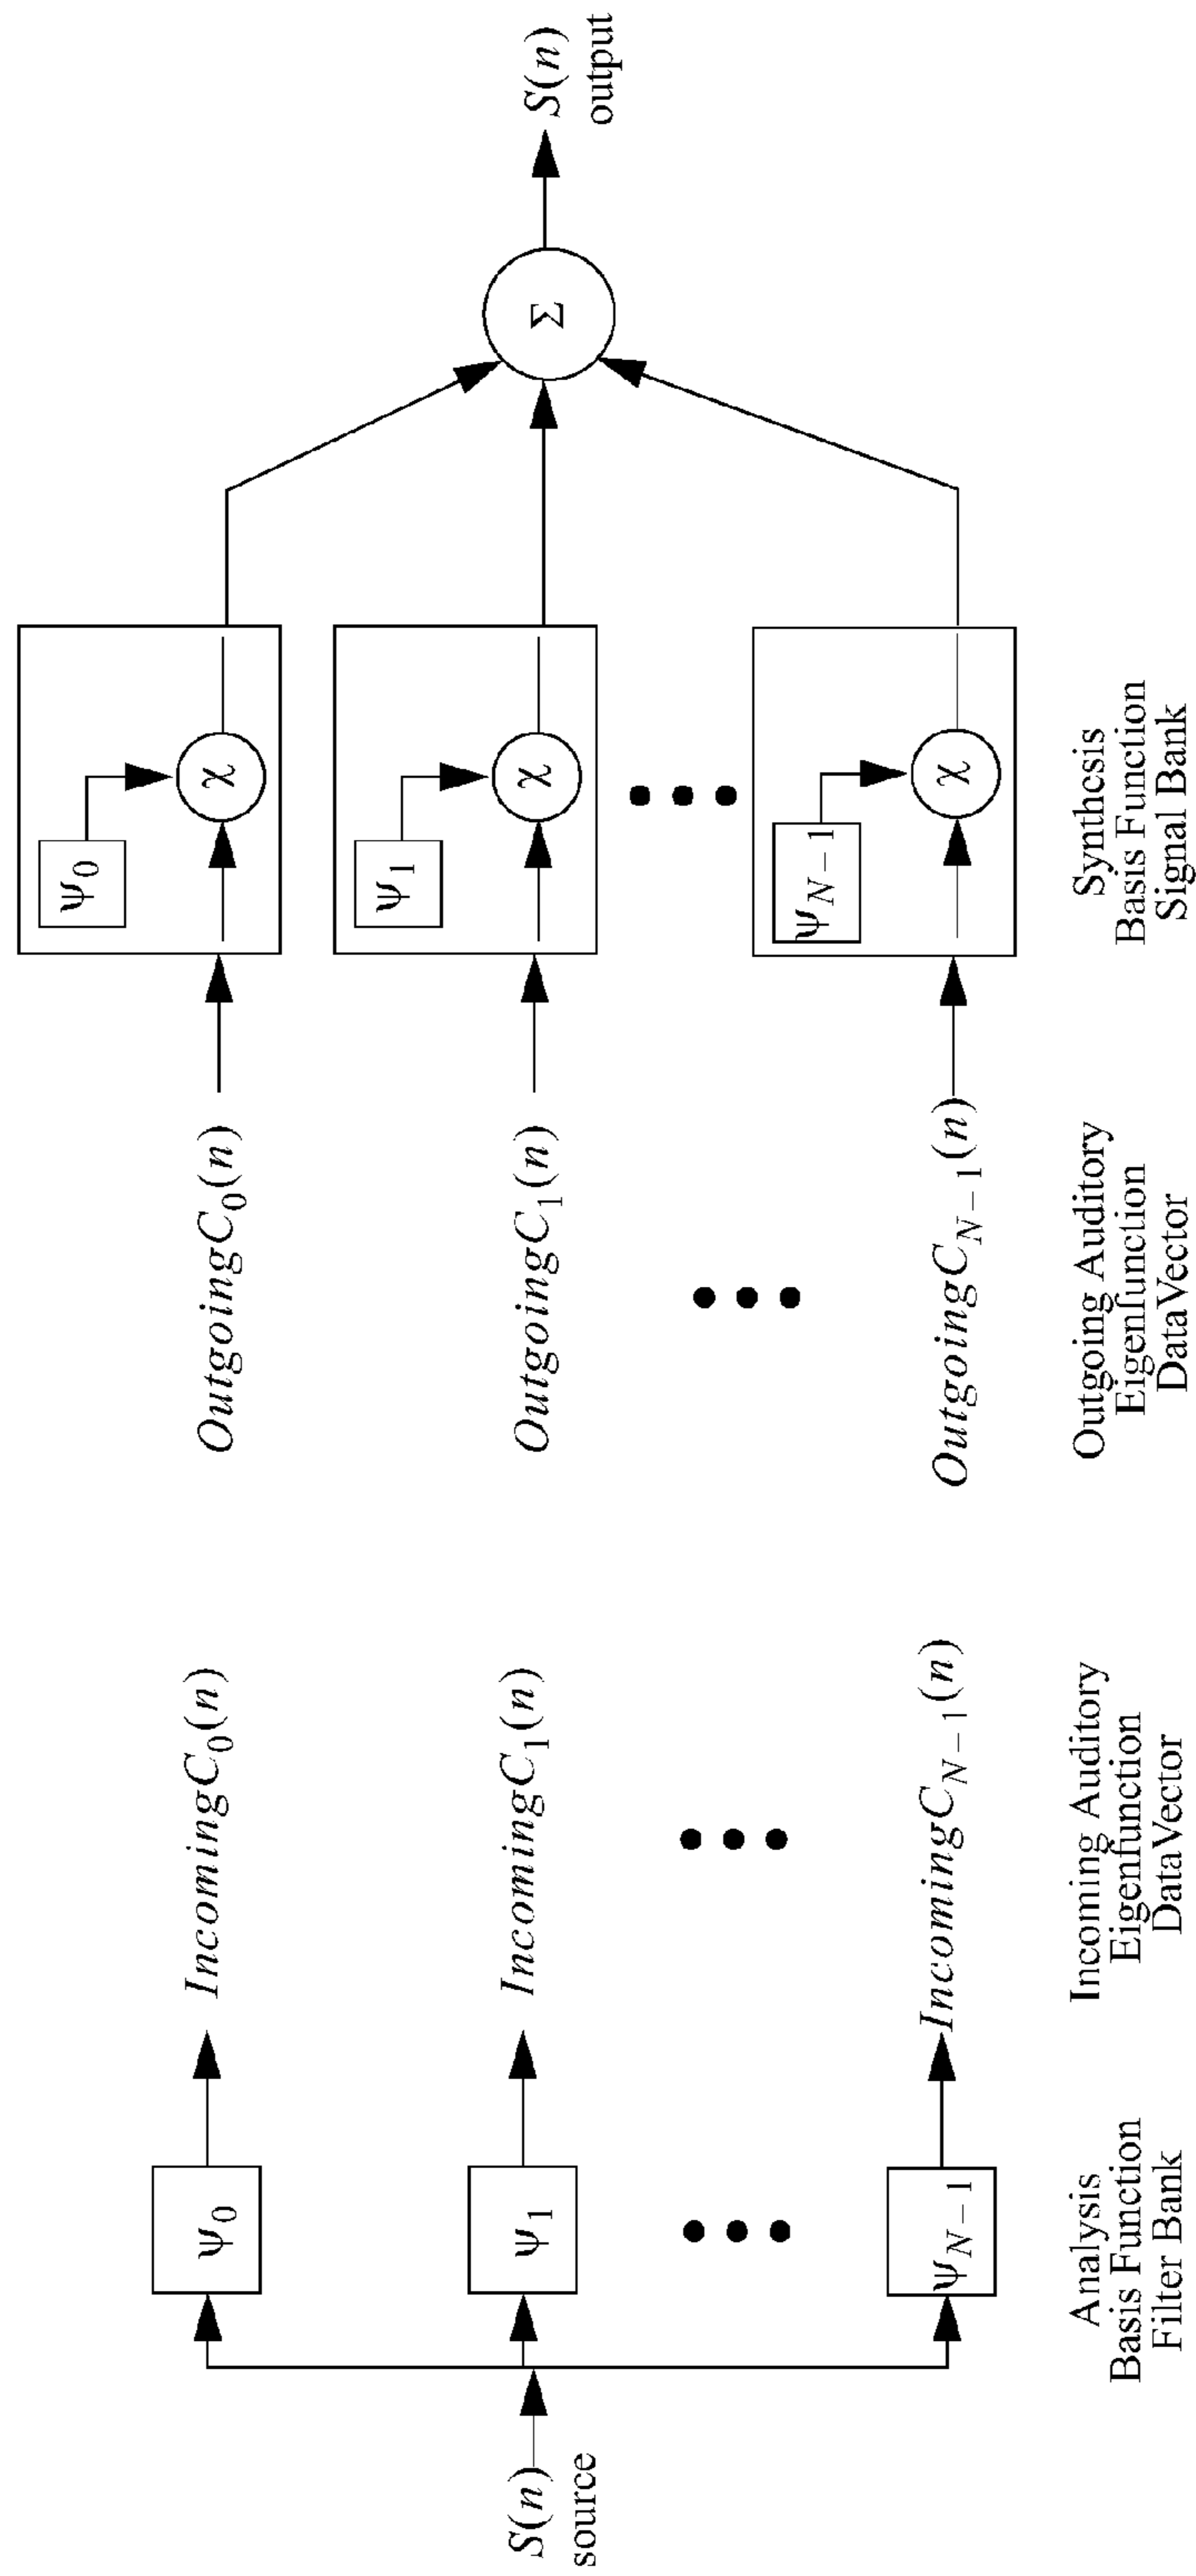 S(n)
source
ψ0
ψ1
ψN−1
Analysis
Basis Function
Filter Bank
IncomingC0(n)
IncomingC1(n)
IncomingCN−1(n)
Incoming Auditory
Eigenfunction
DataVector
OutgoingC0(n)
OutgoingC1(n)
OutgoingCN−1(n)
Outgoing Auditory
Eigenfunction
DataVector
ψ0
χ
ψ1
χ
ψN−1
χ
Synthesis
Basis Function
Signal Bank
Σ
S(n)
output